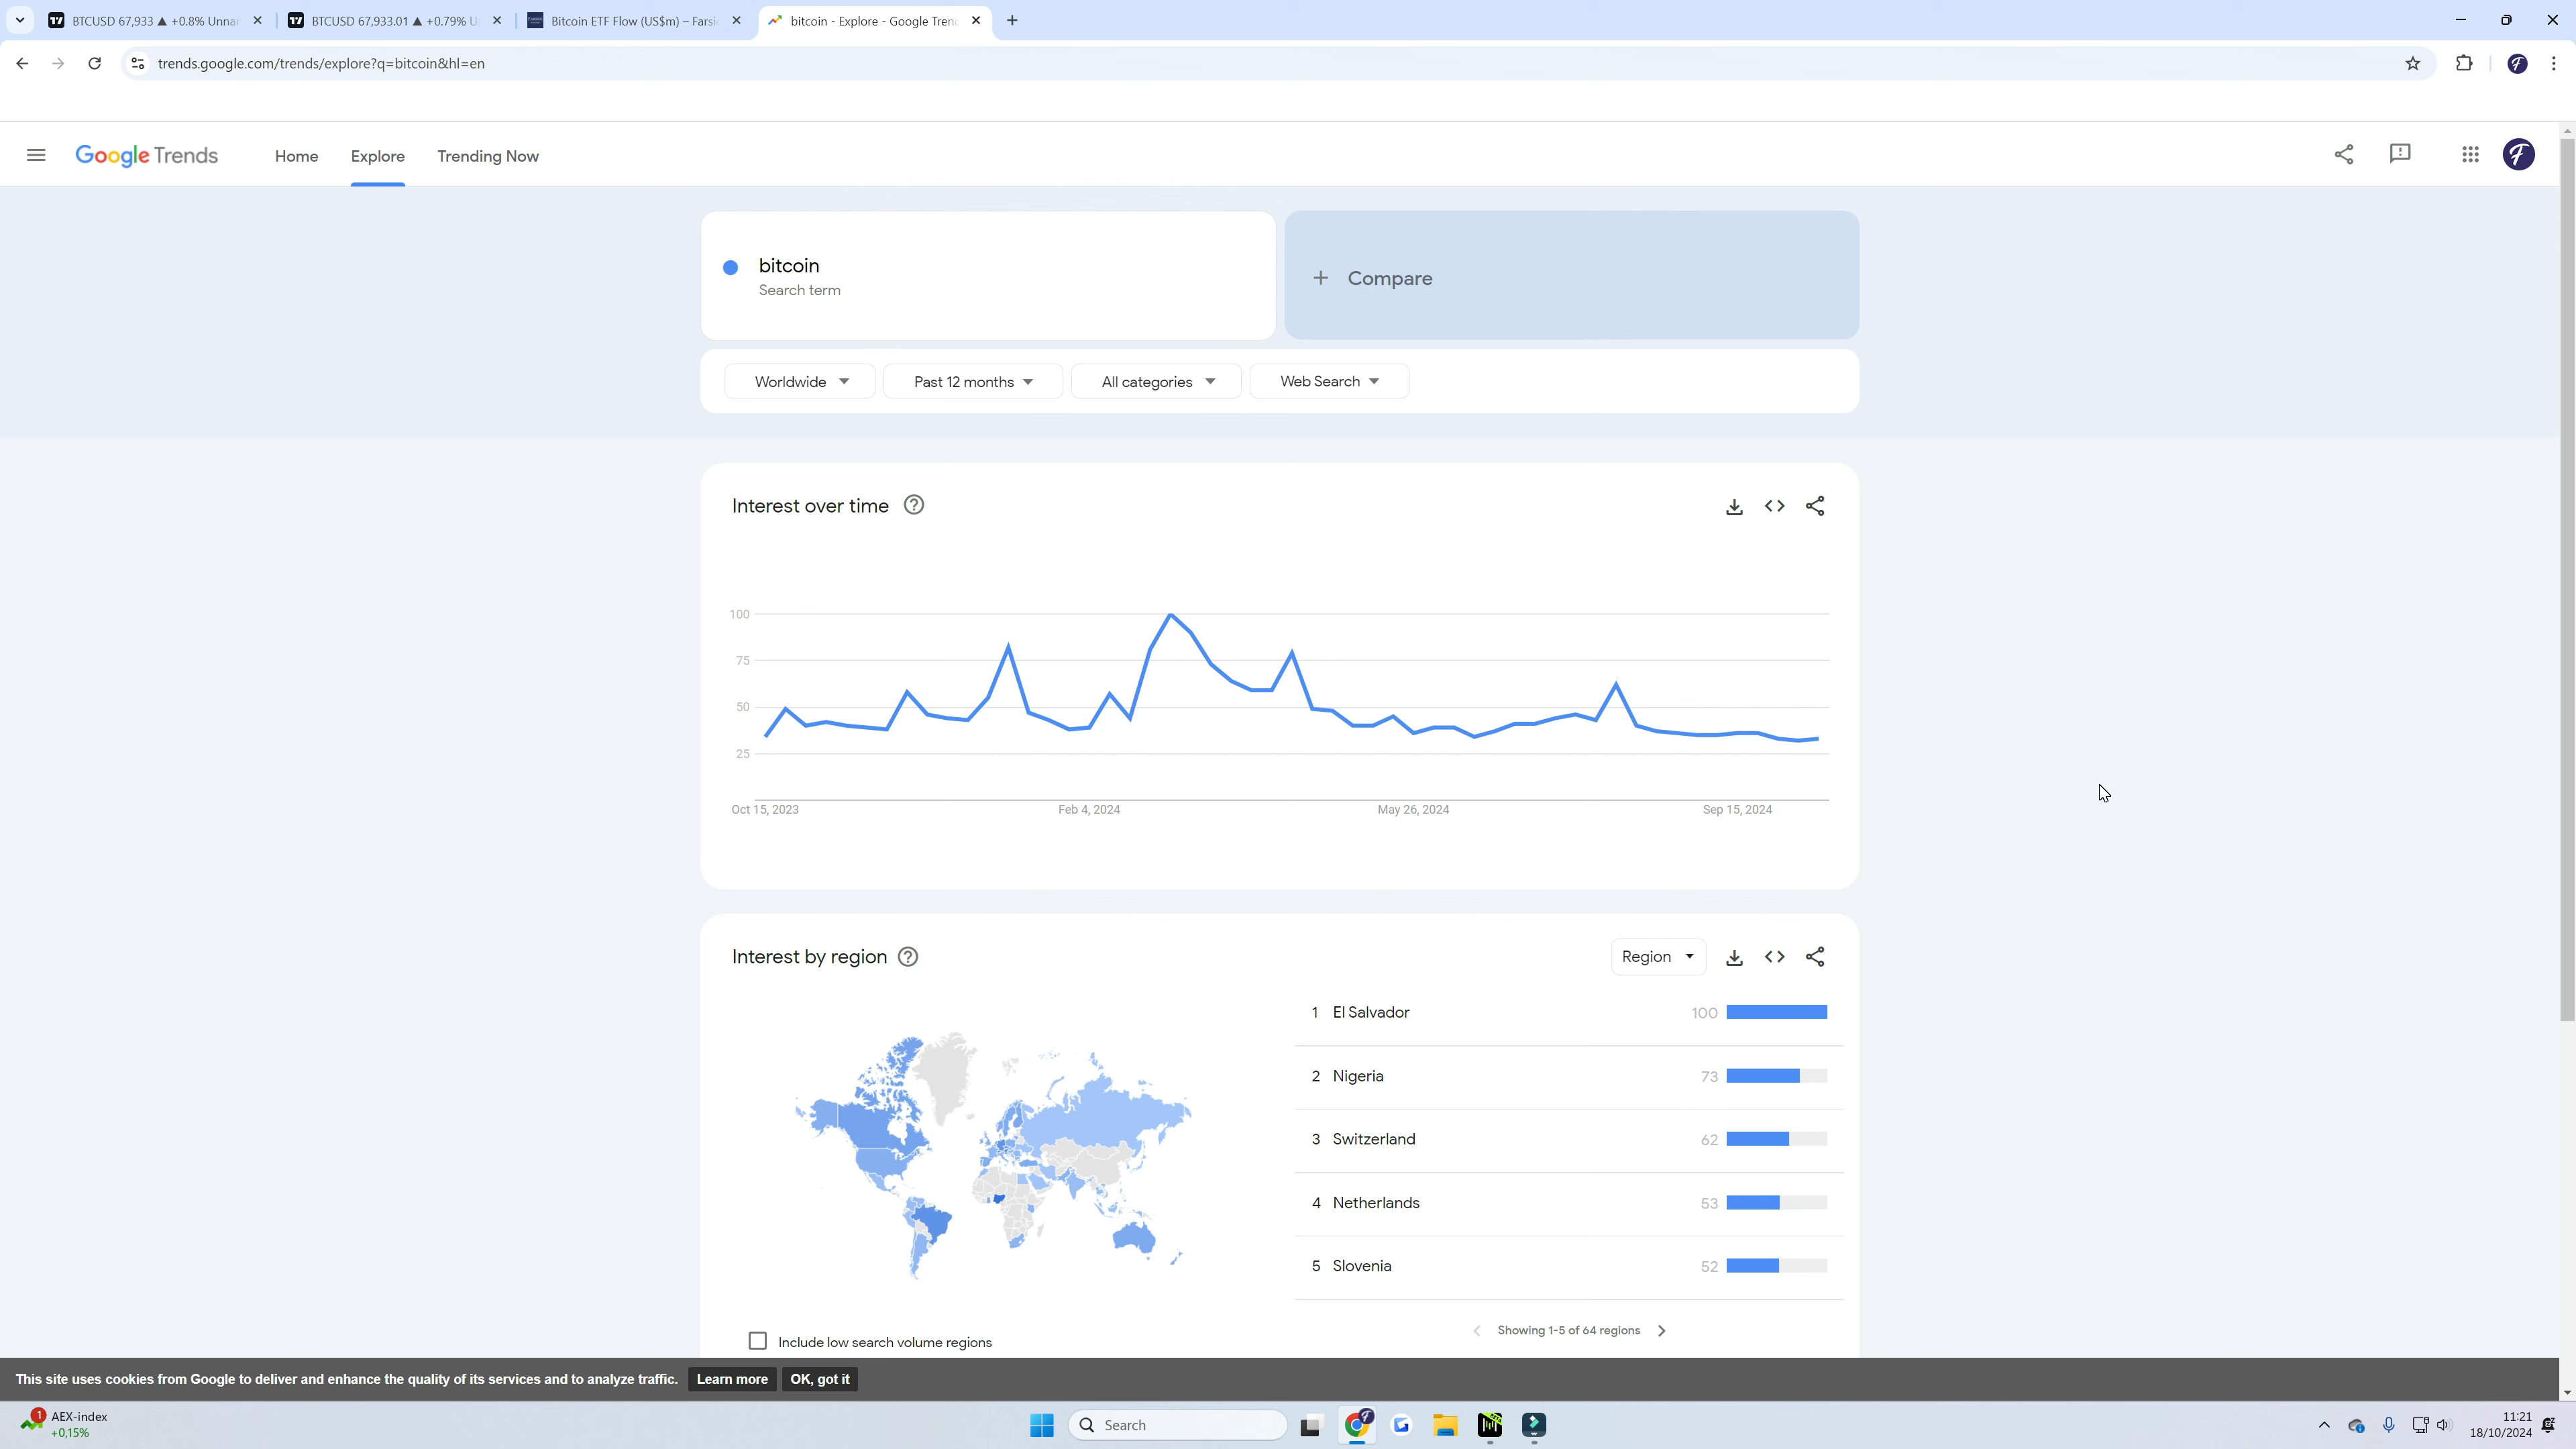 BTCUSD 67,933 ▲ +0.8% Unnar
BTCUSD 67,933.01 ▲ +0.79% U
Bitcoin ETF Flow (US$m) – Farsi
bitcoin - Explore - Google Tren
trends.google.com/trends/explore?q=bitcoin&hl=en
Google Trends
Home
Explore
Trending Now
bitcoin
Search term
+ Compare
Worldwide
Past 12 months
All categories
Web Search
Interest over time
100
75
50
25
Oct 15, 2023
Feb 4, 2024
May 26, 2024
Sep 15, 2024
Interest by region
Region
1 El Salvador 100
2 Nigeria 73
3 Switzerland 62
4 Netherlands 53
5 Slovenia 52
Include low search volume regions
Showing 1-5 of 64 regions
This site uses cookies from Google to deliver and enhance the quality of its services and to analyze traffic. Learn more OK, got it
1
AEX-index
+0,15%
Search
11:21
18/10/2024